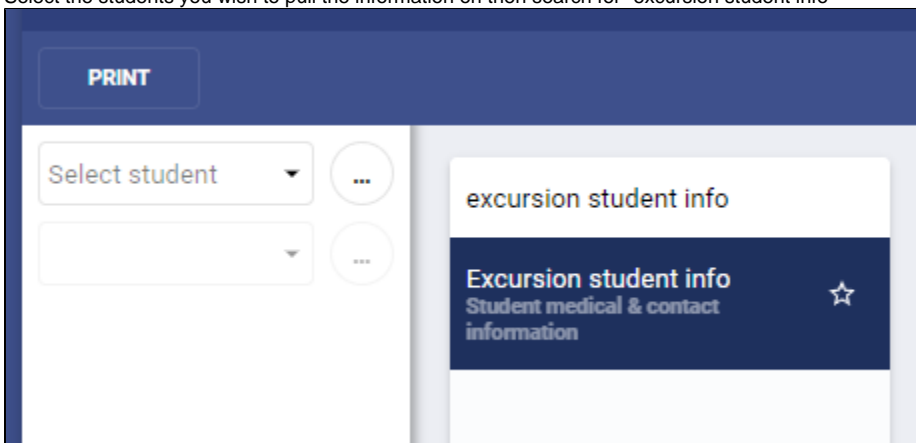 Select the students you wish to pull the information on then search for "excursion student info"
PRINT
Select student
...
...
excursion student info
Excursion student info
Student medical & contact
information